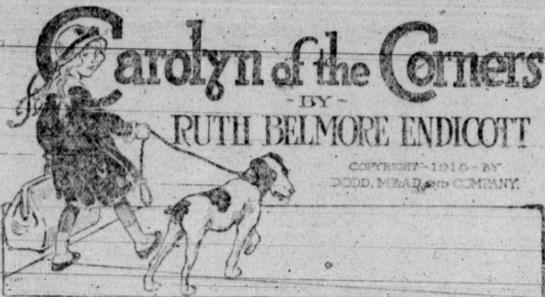 Carolyn of the Corners
- BY -
RUTH BELMORE ENDICOTT
COPYRIGHT - 1918 - BY
DODD, MEAD AND COMPANY.